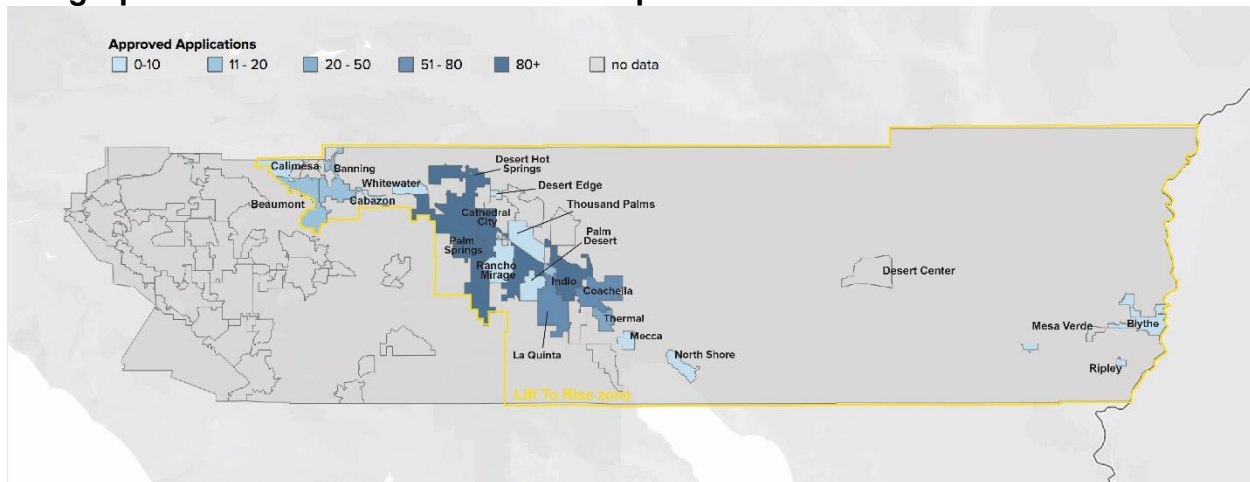 Approved Applications
0-10
11 - 20
20 - 50
51 - 80
80+
no data
Calimesa
Banning
Desert Hot
Springs
Whitewater
Desert Edge
Beaumont
Cabazon
Thousand Palms
Cathedral
City
Palm
Desert
Palm
Springs
Rancho
Mirage
Indio
Coachella
Desert Center
Thermal
Mesa Verde
Blythe
Mecca
La Quinta
North Shore
Ripley
Lift To Rise zone